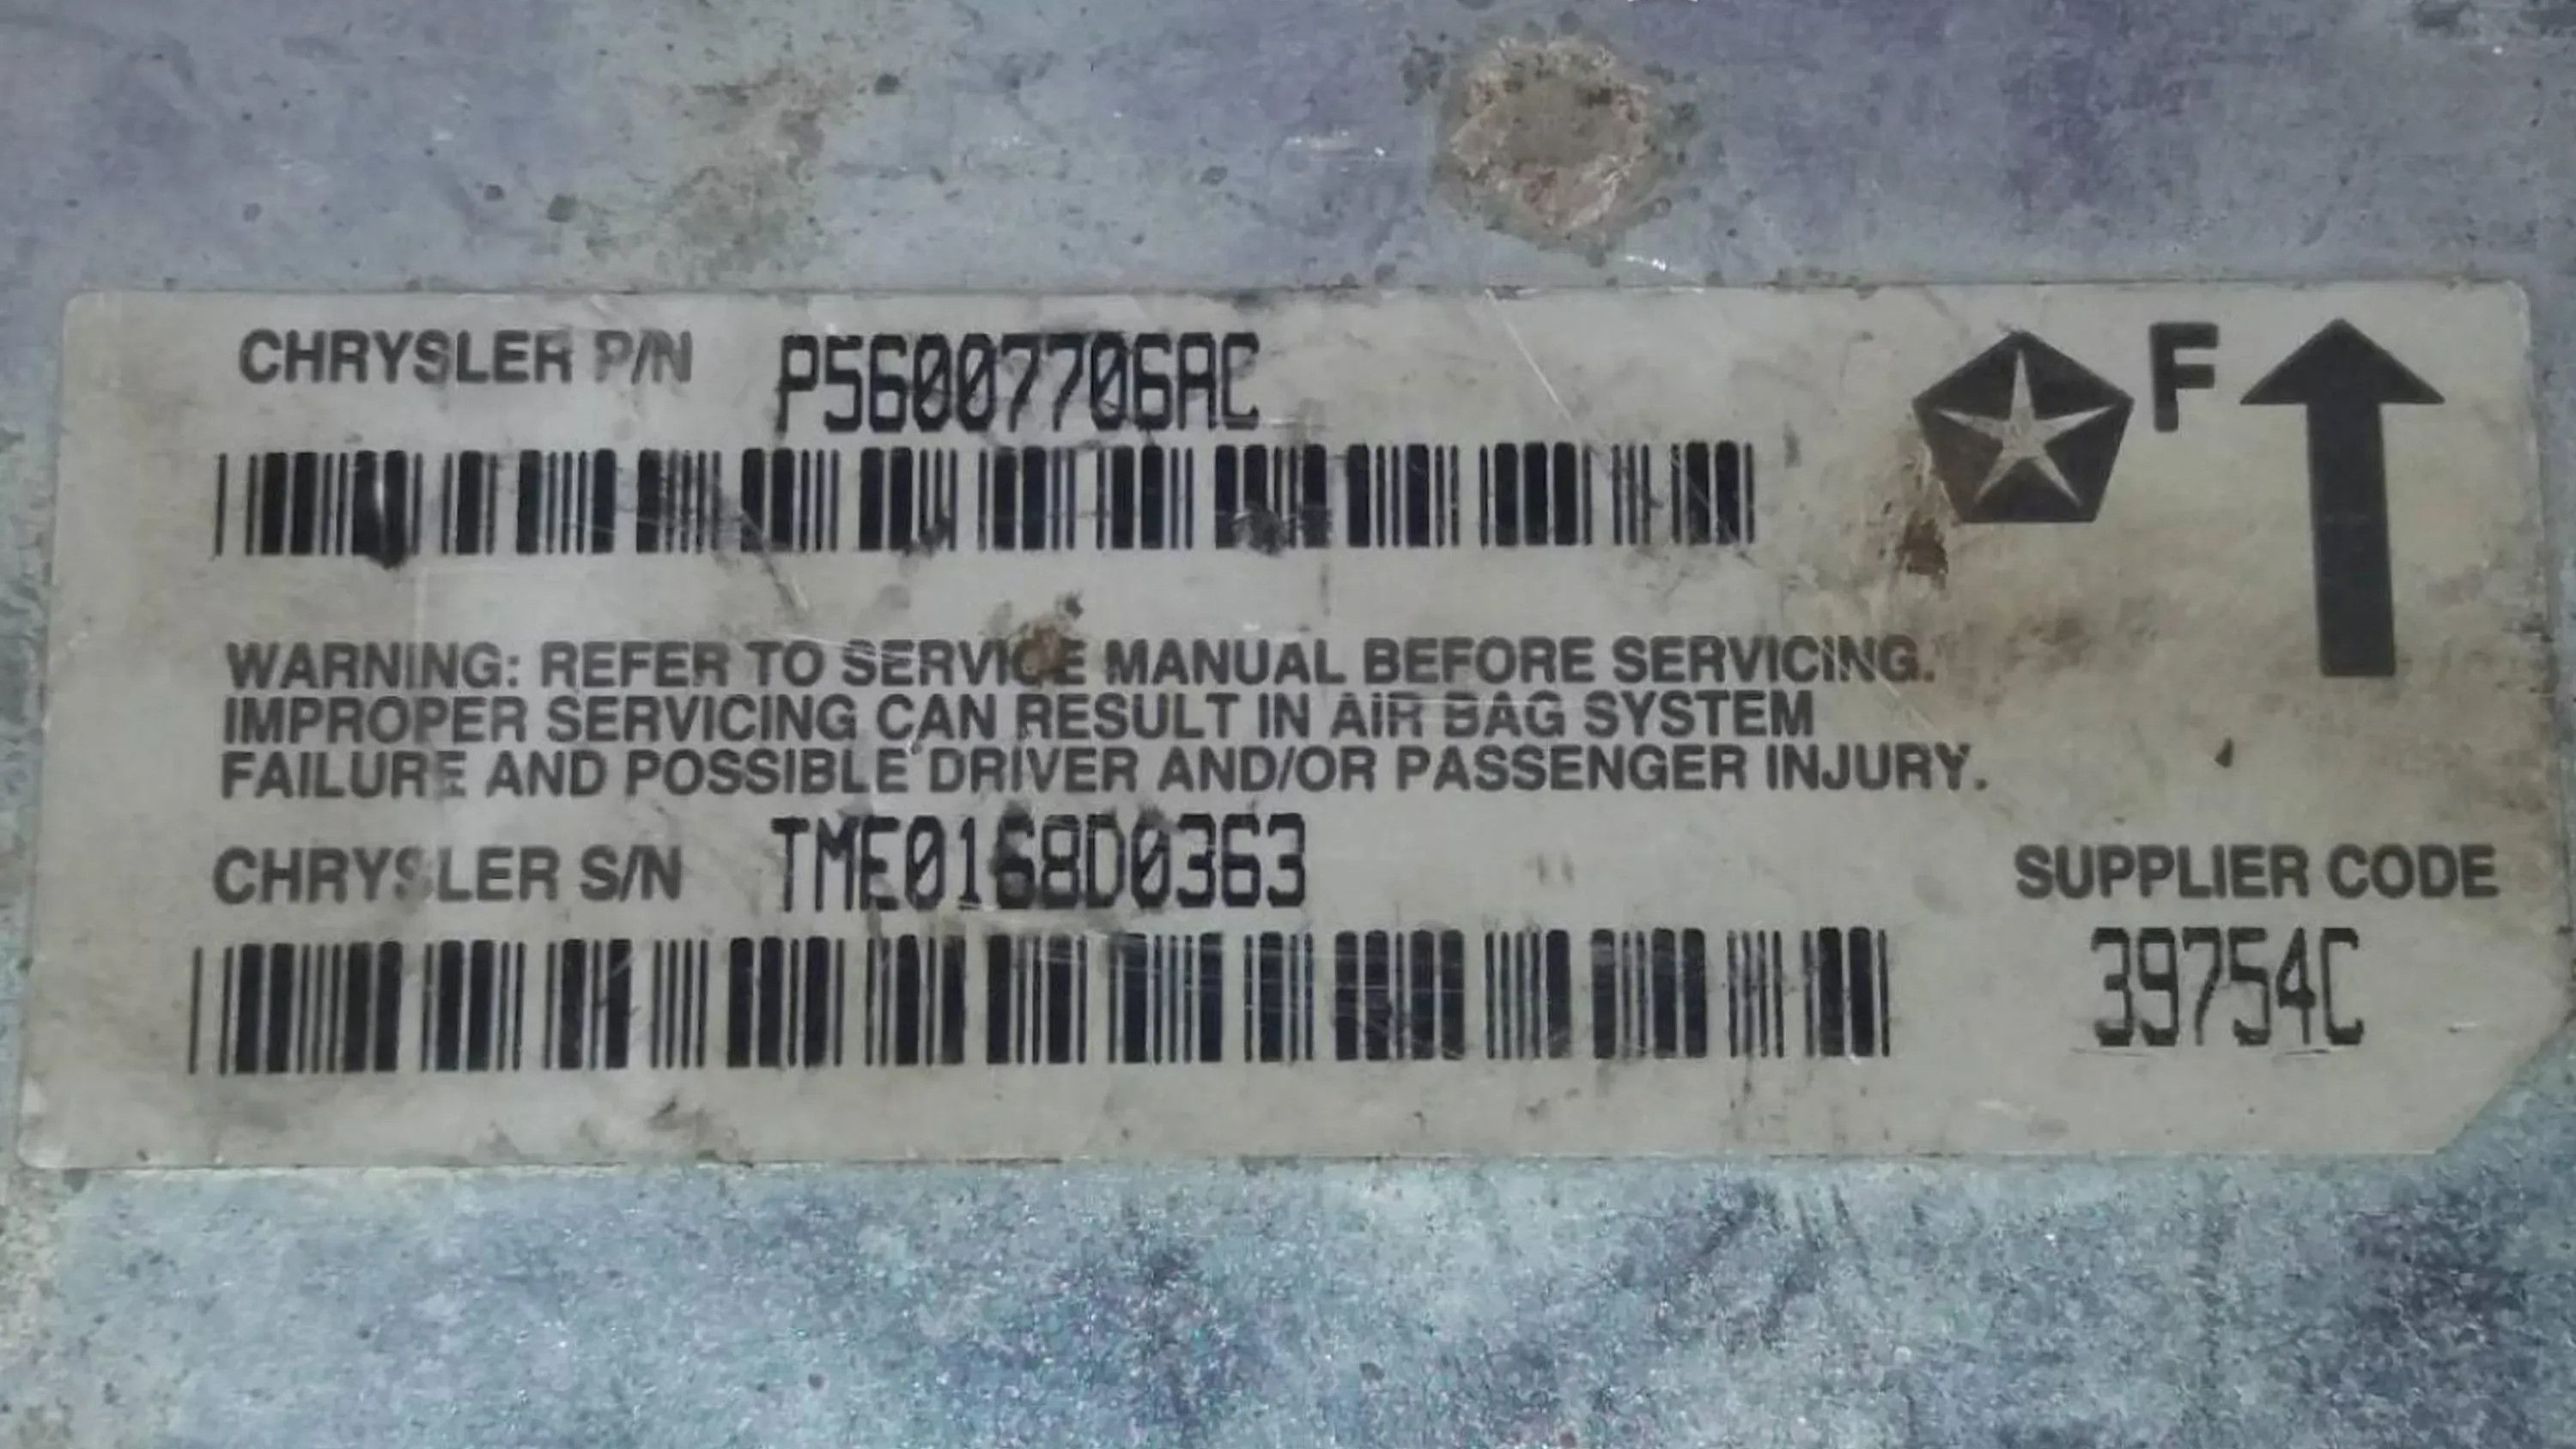 CHRYSLER P/N P56007706AC
F
WARNING: REFER TO SERVICE MANUAL BEFORE SERVICING.
IMPROPER SERVICING CAN RESULT IN AIR BAG SYSTEM
FAILURE AND POSSIBLE DRIVER AND/OR PASSENGER INJURY.
CHRYSLER S/N TME0168D0363
SUPPLIER CODE
39754C